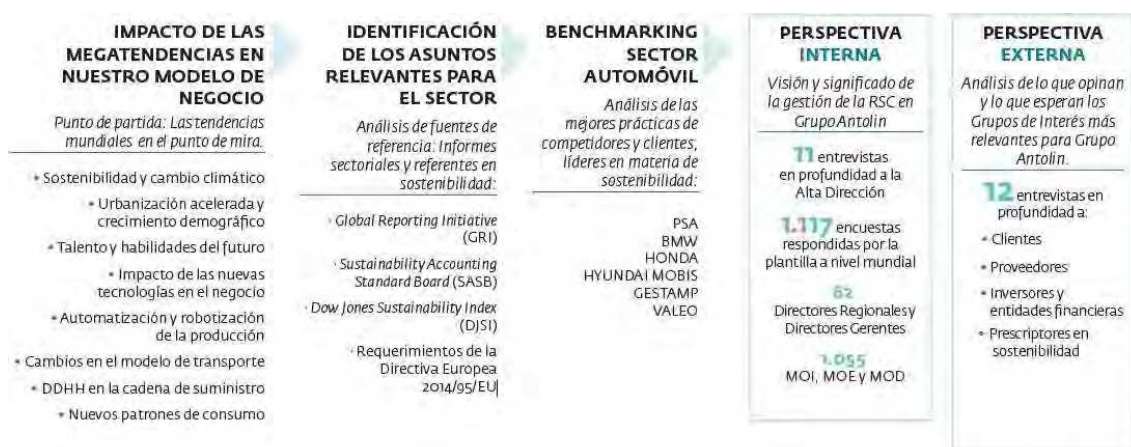 IMPACTO DE LAS
MEGATENDENCIAS EN
NUESTRO MODELO DE
NEGOCIO
Punto de partida: Las tendencias
mundiales en el punto de mira.
• Sostenibilidad y cambio climático
• Urbanización acelerada y
crecimiento demográfico
• Talento y habilidades del futuro
• Impacto de las nuevas
tecnologías en el negocio
• Automatización y robotización
de la producción
• Cambios en el modelo de transporte
• DDHH en la cadena de suministro
• Nuevos patrones de consumo
IDENTIFICACIÓN
DE LOS ASUNTOS
RELEVANTES PARA
EL SECTOR
Análisis de fuentes de
referencia: Informes
sectoriales y referentes en
sostenibilidad:
· Global Reporting Initiative
(GRI)
· Sustainability Accounting
Standard Board (SASB)
· Dow Jones Sustainability Index
(DJSI)
· Requerimientos de la
Directiva Europea
2014/95/EU
BENCHMARKING
SECTOR
AUTOMÓVIL
Análisis de las
mejores prácticas de
competidores y clientes,
líderes en materia de
sostenibilidad:
PSA
BMW
HONDA
HYUNDAI MOBIS
GESTAMP
VALEO
PERSPECTIVA
INTERNA
Visión y significado de
la gestión de la RSC en
Grupo Antolin
11 entrevistas
en profundidad a la
Alta Dirección
1.117 encuestas
respondidas por la
plantilla a nivel mundial
62
Directores Regionales y
Directores Gerentes
1.055
MOI, MOE y MOD
PERSPECTIVA
EXTERNA
Análisis de lo que opinan
y lo que esperan los
Grupos de Interés más
relevantes para Grupo
Antolin.
12 entrevistas en
profundidad a:
• Clientes
• Proveedores
• Inversores y
entidades financieras
• Prescriptores en
sostenibilidad